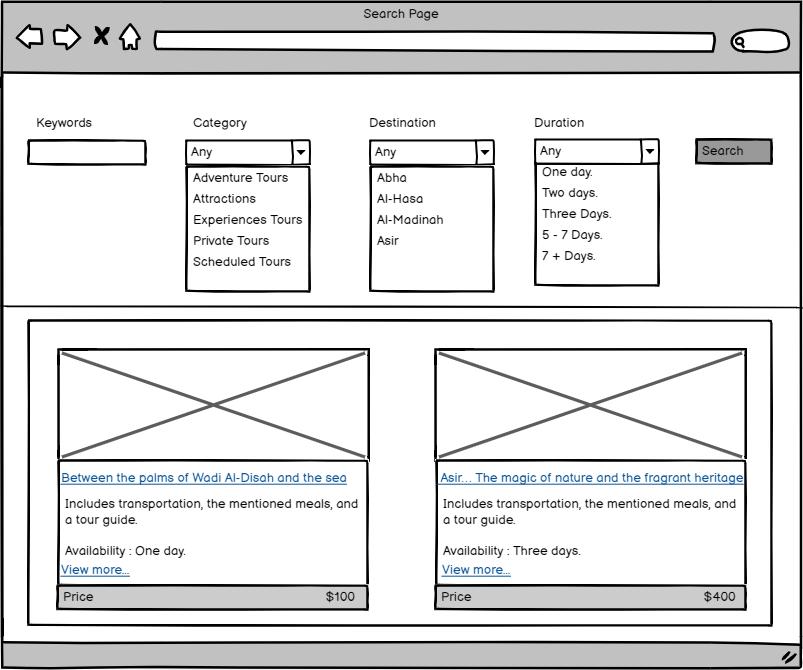 Search Page
Keywords
Category
Destination
Duration
Any
Any
Any
Search
Adventure Tours
Attractions
Experiences Tours
Private Tours
Scheduled Tours
Abha
Al-Hasa
Al-Madinah
Asir
One day.
Two days.
Three Days.
5 - 7 Days.
7 + Days.
Between the palms of Wadi Al-Disah and the sea
Includes transportation, the mentioned meals, and
a tour guide.
Availability : One day.
View more...
Price $100
Asir... The magic of nature and the fragrant heritage
Includes transportation, the mentioned meals, and
a tour guide.
Availability : Three days.
View more...
Price $400